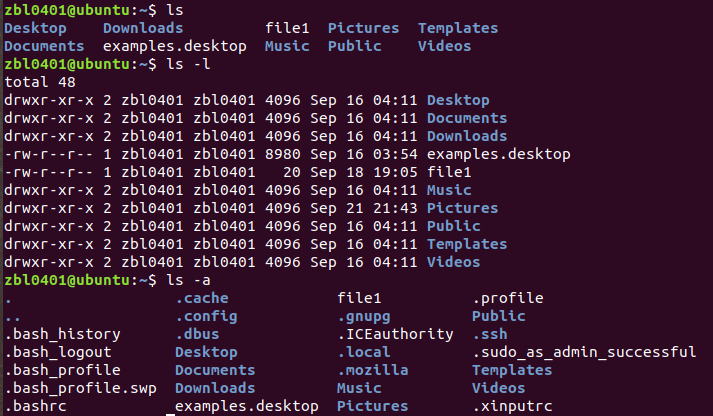 zbl0401@ubuntu:~$ ls
Desktop    Downloads         file1  Pictures  Templates
Documents  examples.desktop  Music  Public    Videos
zbl0401@ubuntu:~$ ls -l
total 48
drwxr-xr-x 2 zbl0401 zbl0401 4096 Sep 16 04:11 Desktop
drwxr-xr-x 2 zbl0401 zbl0401 4096 Sep 16 04:11 Documents
drwxr-xr-x 2 zbl0401 zbl0401 4096 Sep 16 04:11 Downloads
-rw-r--r-- 1 zbl0401 zbl0401 8980 Sep 16 03:54 examples.desktop
-rw-r--r-- 1 zbl0401 zbl0401   20 Sep 18 19:05 file1
drwxr-xr-x 2 zbl0401 zbl0401 4096 Sep 16 04:11 Music
drwxr-xr-x 2 zbl0401 zbl0401 4096 Sep 21 21:43 Pictures
drwxr-xr-x 2 zbl0401 zbl0401 4096 Sep 16 04:11 Public
drwxr-xr-x 2 zbl0401 zbl0401 4096 Sep 16 04:11 Templates
drwxr-xr-x 2 zbl0401 zbl0401 4096 Sep 16 04:11 Videos
zbl0401@ubuntu:~$ ls -a
.                  .cache            file1          .profile
..                 .config           .gnupg         Public
.bash_history      .dbus             .ICEauthority  .ssh
.bash_logout       Desktop           .local         .sudo_as_admin_successful
.bash_profile      Documents         .mozilla       Templates
.bash_profile.swp  Downloads         Music          Videos
.bashrc            examples.desktop  Pictures       .xinputrc